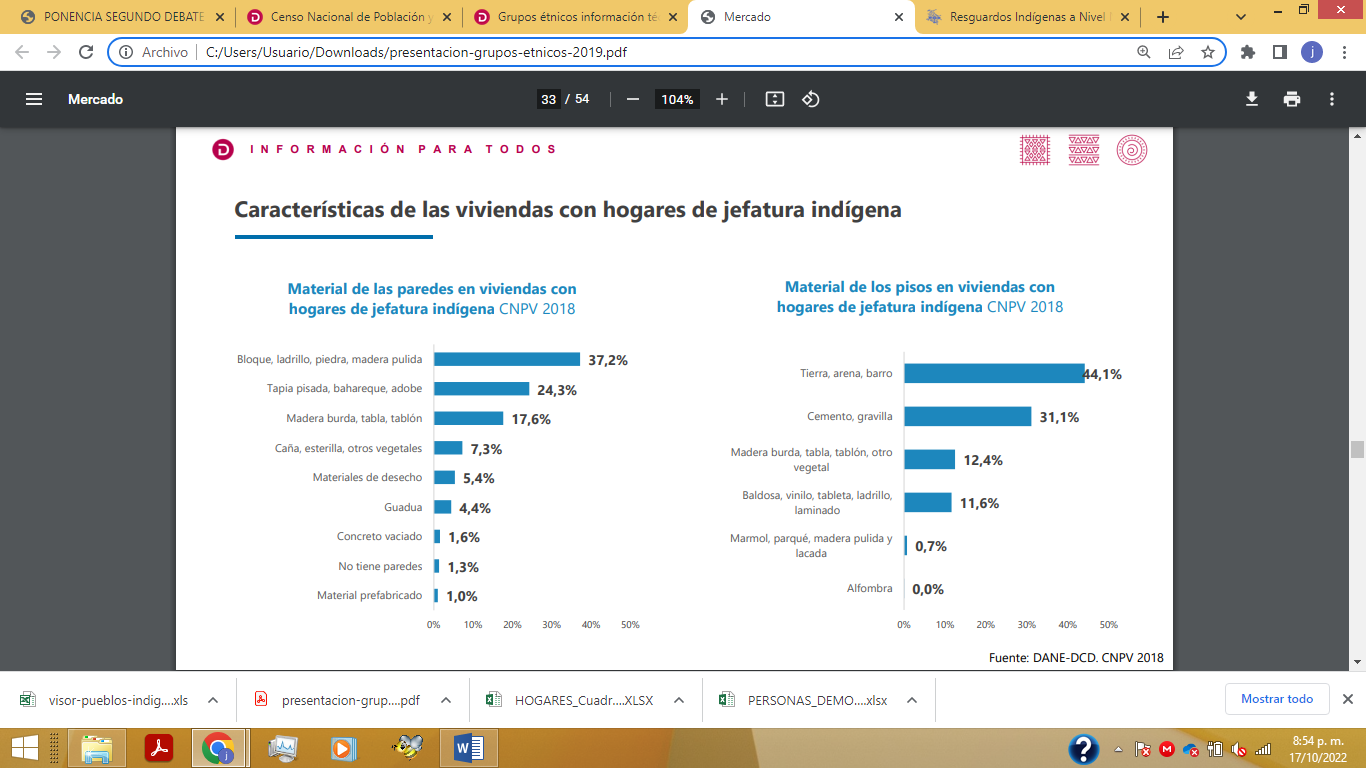 PONENCIA SEGUNDO DEBATE
Censo Nacional de Población y
Grupos étnicos información té
Mercado
Resguardos Indígenas a Nivel
Archivo
C:/Users/Usuario/Downloads/presentacion-grupos-etnicos-2019.pdf
j
Mercado
33 / 54
104%
D
INFORMACIÓN PARA TODOS
Características de las viviendas con hogares de jefatura indígena
Material de las paredes en viviendas con
hogares de jefatura indígena CNPV 2018
Bloque, ladrillo, piedra, madera pulida 37,2%
Tapia pisada, bahareque, adobe 24,3%
Madera burda, tabla, tablón 17,6%
Caña, esterilla, otros vegetales 7,3%
Materiales de desecho 5,4%
Guadua 4,4%
Concreto vaciado 1,6%
No tiene paredes 1,3%
Material prefabricado 1,0%
0% 10% 20% 30% 40% 50%
Material de los pisos en viviendas con
hogares de jefatura indígena CNPV 2018
Tierra, arena, barro 44,1%
Cemento, gravilla 31,1%
Madera burda, tabla, tablón, otro
vegetal 12,4%
Baldosa, vinilo, tableta, ladrillo,
laminado 11,6%
Marmol, parqué, madera pulida y
lacada 0,7%
Alfombra 0,0%
0% 10% 20% 30% 40% 50%
Fuente: DANE-DCD. CNPV 2018
visor-pueblos-indig....xls
presentacion-grup....pdf
HOGARES_Cuadr....XLSX
PERSONAS_DEMO....xlsx
Mostrar todo
8:54 p. m.
17/10/2022